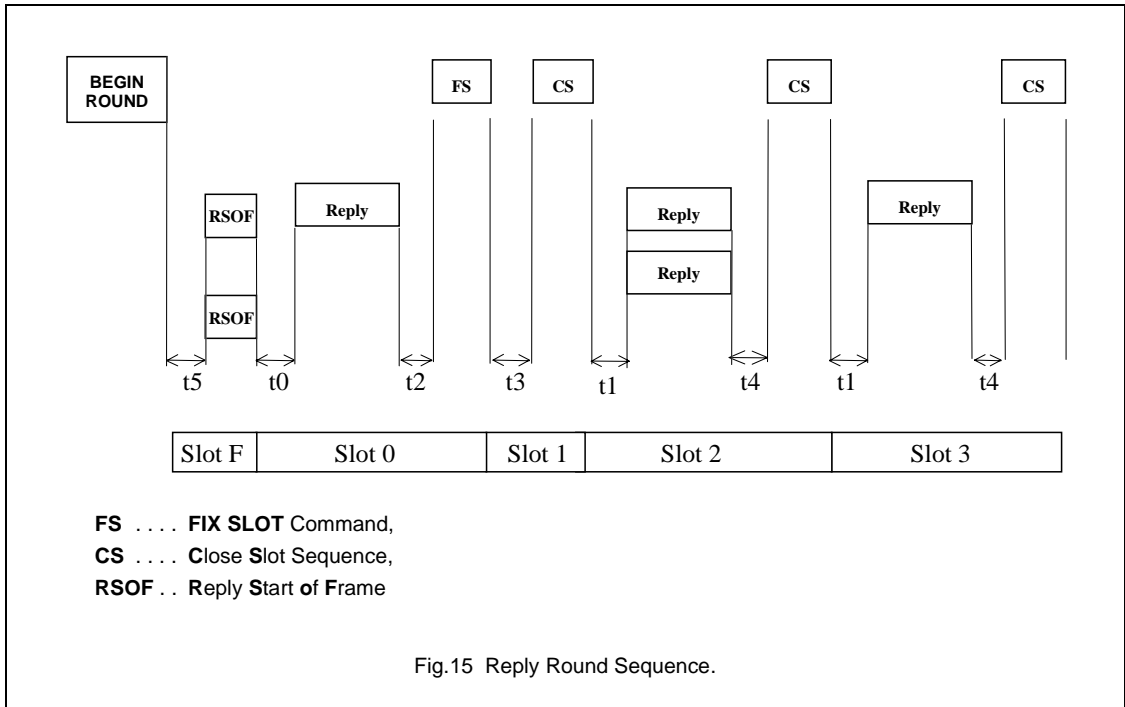 BEGIN
ROUND
FS
CS
CS
CS
RSOF
Reply
Reply
Reply
Reply
RSOF
t5
t0
t2
t3
t1
t4
t1
t4
Slot F
Slot 0
Slot 1
Slot 2
Slot 3
FS . . . . FIX SLOT Command,
CS . . . . Close Slot Sequence,
RSOF . . Reply Start of Frame
Fig.15 Reply Round Sequence.